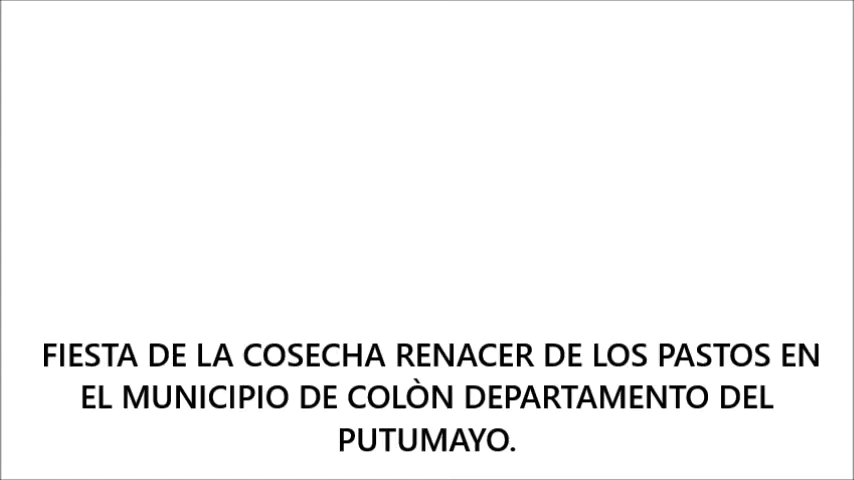 FIESTA DE LA COSECHA RENACER DE LOS PASTOS EN
EL MUNICIPIO DE COLÒN DEPARTAMENTO DEL
PUTUMAYO.